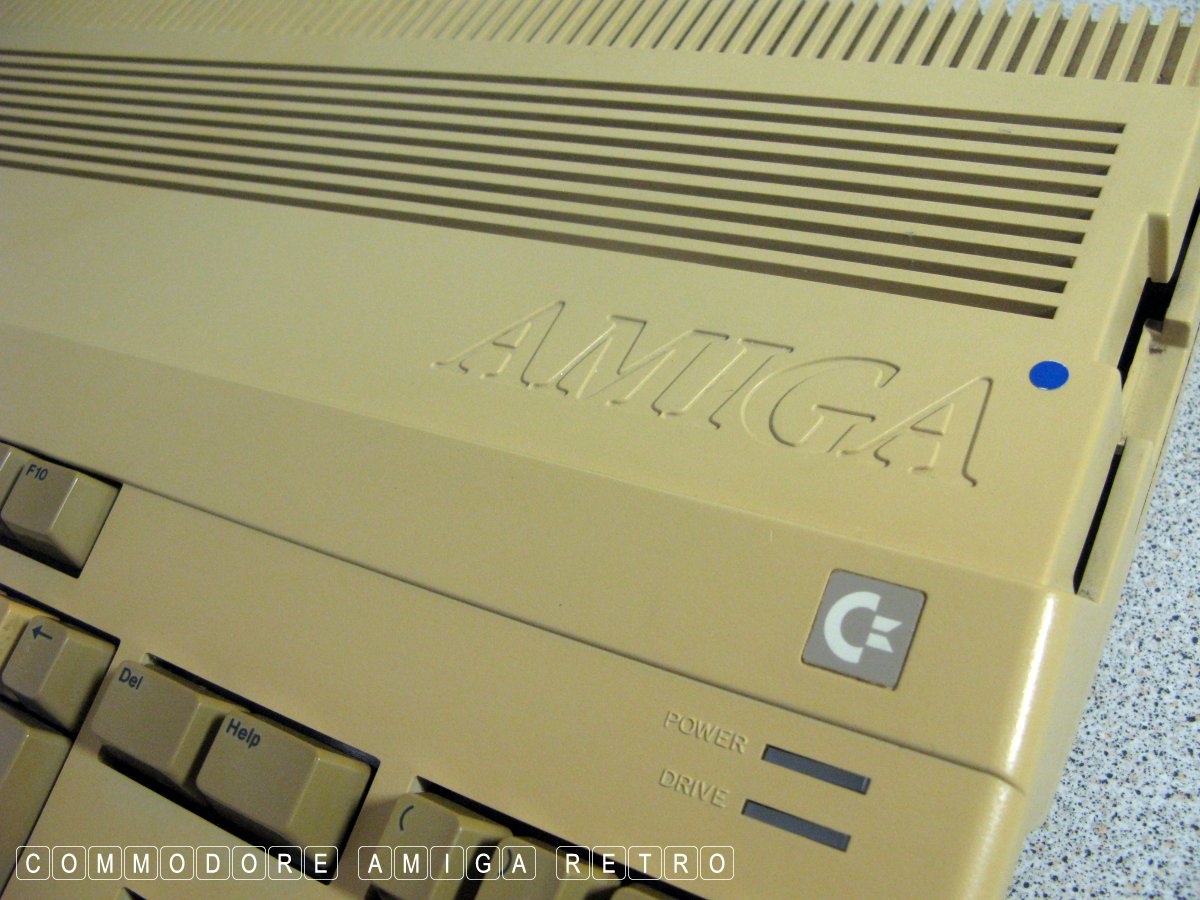 AMIGA
F10
←
Del
Help
POWER
DRIVE
(
)
COMMODORE AMIGA RETRO